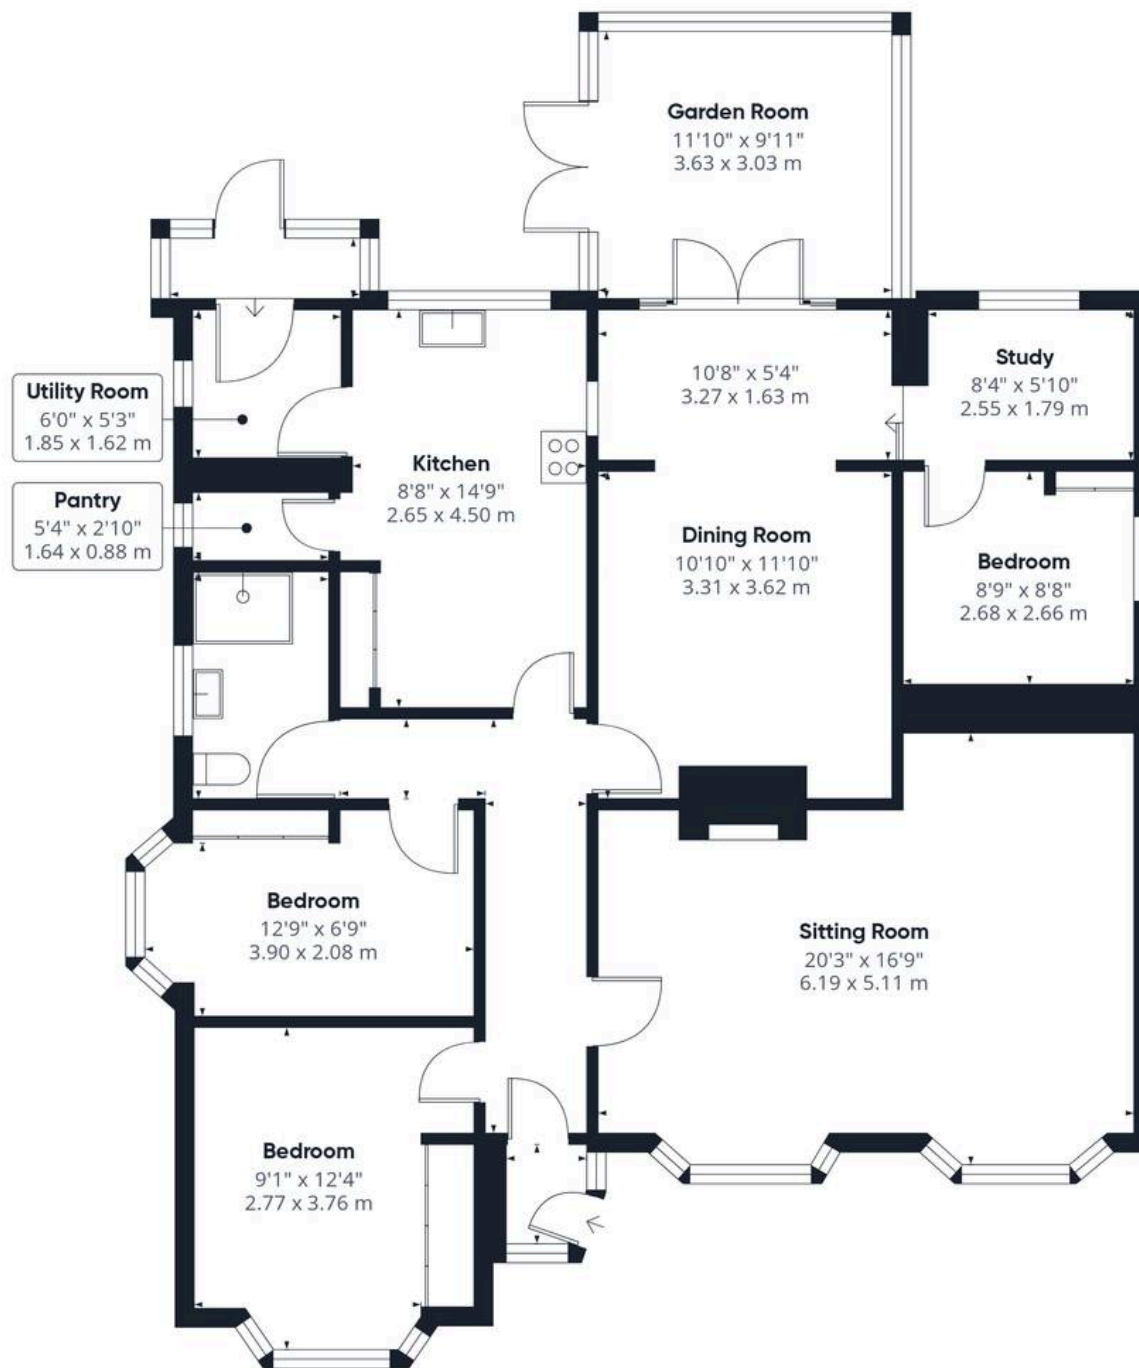 Garden Room
11'10" x 9'11"
3.63 x 3.03 m
Utility Room
6'0" x 5'3"
1.85 x 1.62 m
Pantry
5'4" x 2'10"
1.64 x 0.88 m
Kitchen
8'8" x 14'9"
2.65 x 4.50 m
10'8" x 5'4"
3.27 x 1.63 m
Study
8'4" x 5'10"
2.55 x 1.79 m
Dining Room
10'10" x 11'10"
3.31 x 3.62 m
Bedroom
8'9" x 8'8"
2.68 x 2.66 m
Bedroom
12'9" x 6'9"
3.90 x 2.08 m
Sitting Room
20'3" x 16'9"
6.19 x 5.11 m
Bedroom
9'1" x 12'4"
2.77 x 3.76 m